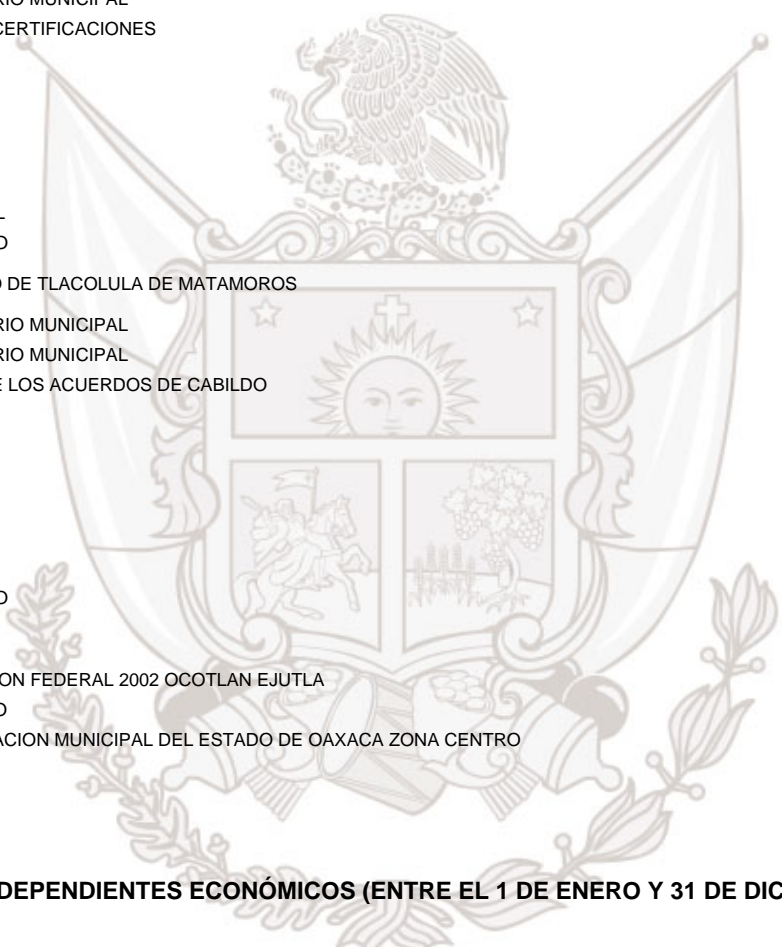 RIO MUNICIPAL
CERTIFICACIONES
L
O
O DE TLACOLULA DE MATAMOROS
RIO MUNICIPAL
RIO MUNICIPAL
E LOS ACUERDOS DE CABILDO
O
ON FEDERAL 2002 OCOTLAN EJUTLA
O
ACION MUNICIPAL DEL ESTADO DE OAXACA ZONA CENTRO
DEPENDIENTES ECONÓMICOS (ENTRE EL 1 DE ENERO Y 31 DE DIC